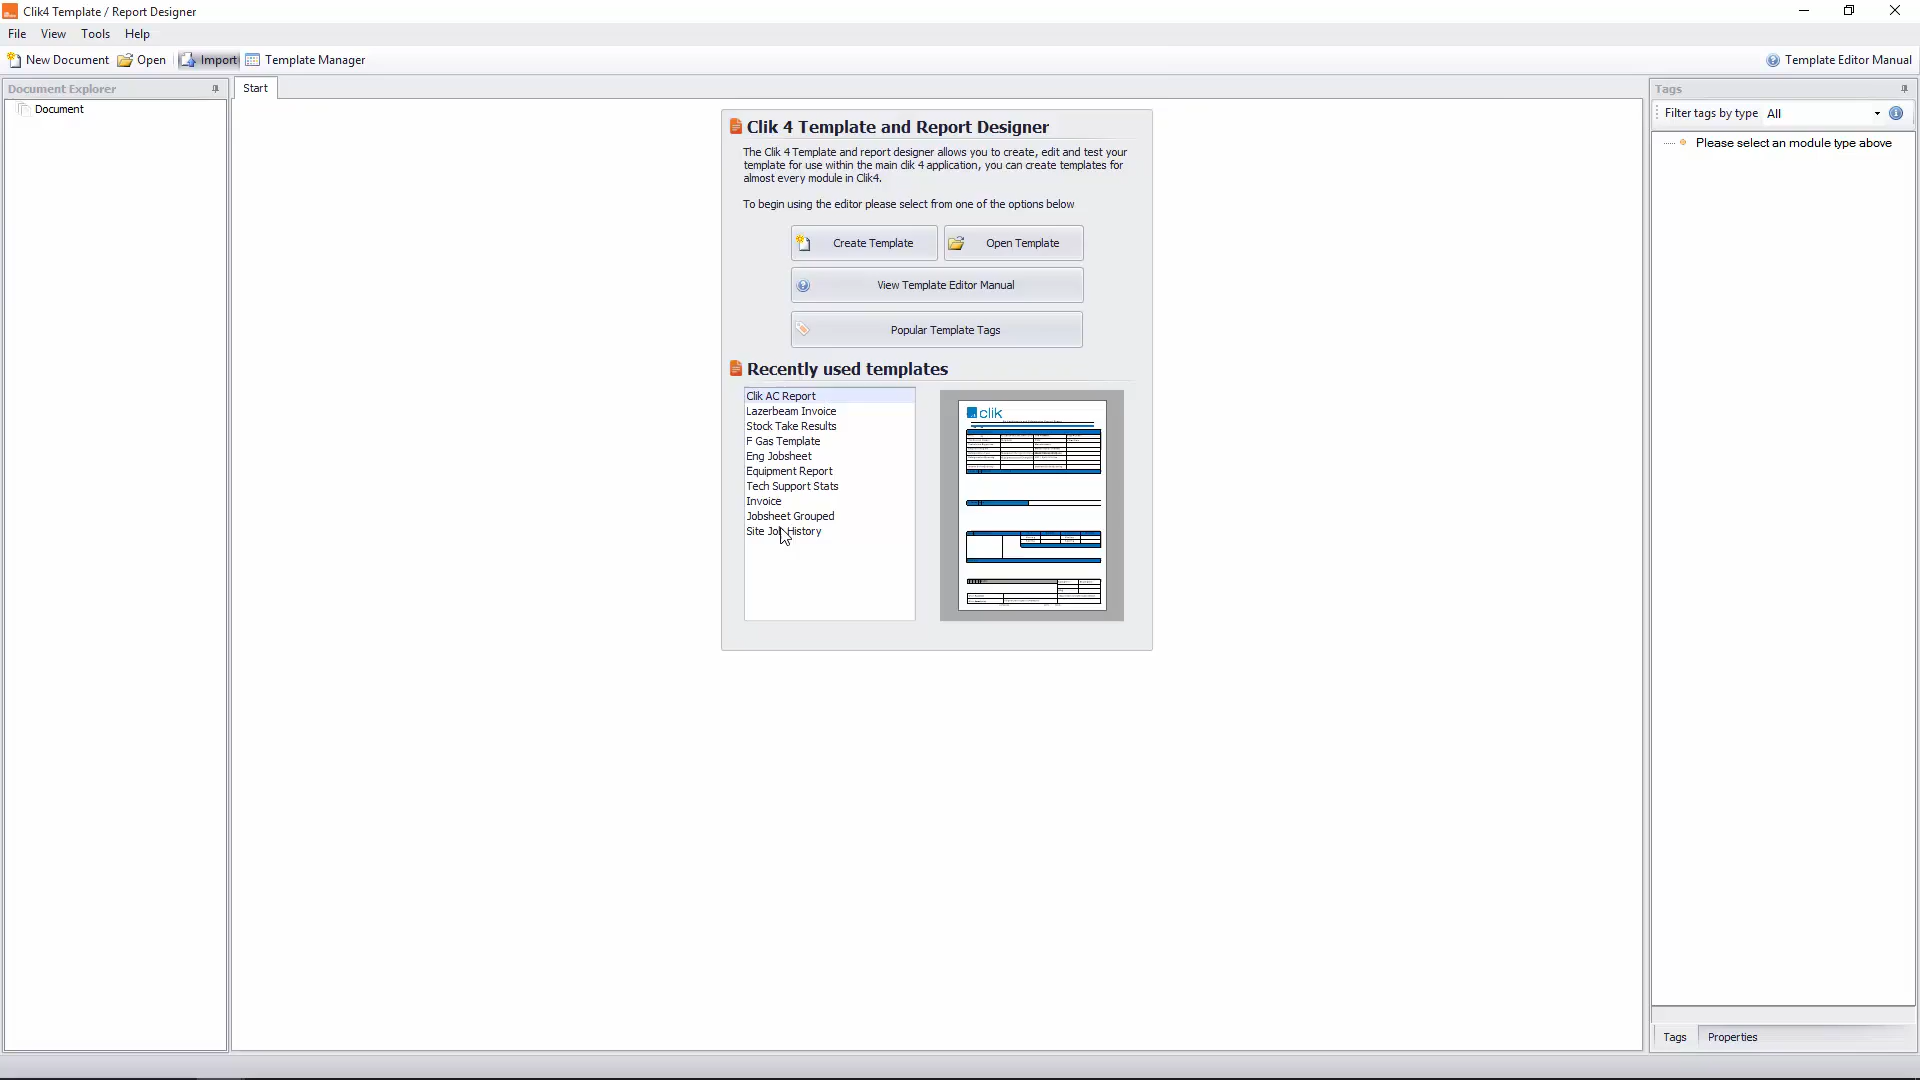 Clik4 Template / Report Designer
File View Tools Help
New Document Open Import Template Manager Template Editor Manual
Document Explorer
Document
Start
Clik 4 Template and Report Designer
The Clik 4 Template and report designer allows you to create, edit and test your
template for use within the main clik 4 application, you can create templates for
almost every module in Clik4.
To begin using the editor please select from one of the options below
Create Template Open Template
View Template Editor Manual
Popular Template Tags
Recently used templates
Clik AC Report
Lazerbeam Invoice
Stock Take Results
F Gas Template
Eng Jobsheet
Equipment Report
Tech Support Stats
Invoice
Jobsheet Grouped
Site Job History
clik
Tags
Filter tags by type All
Please select an module type above
Tags Properties